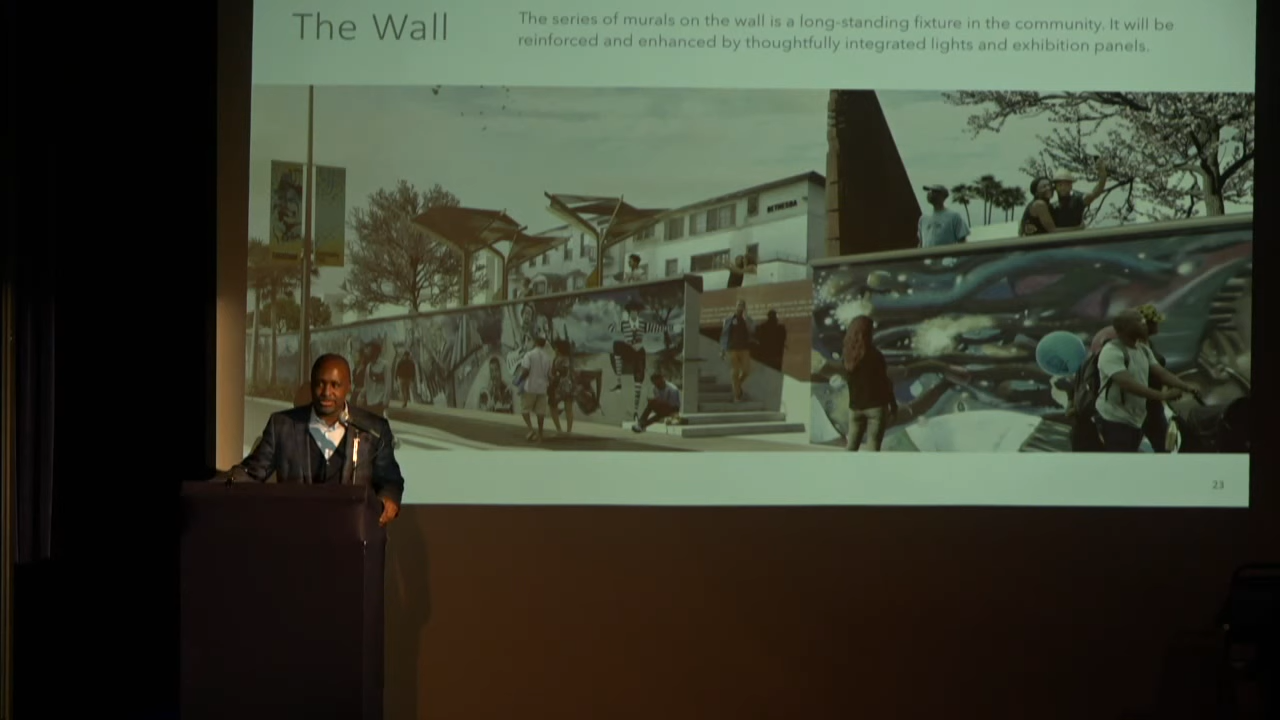 The Wall
The series of murals on the wall is a long-standing fixture in the community. It will be
reinforced and enhanced by thoughtfully integrated lights and exhibition panels.
BETHESDA
23